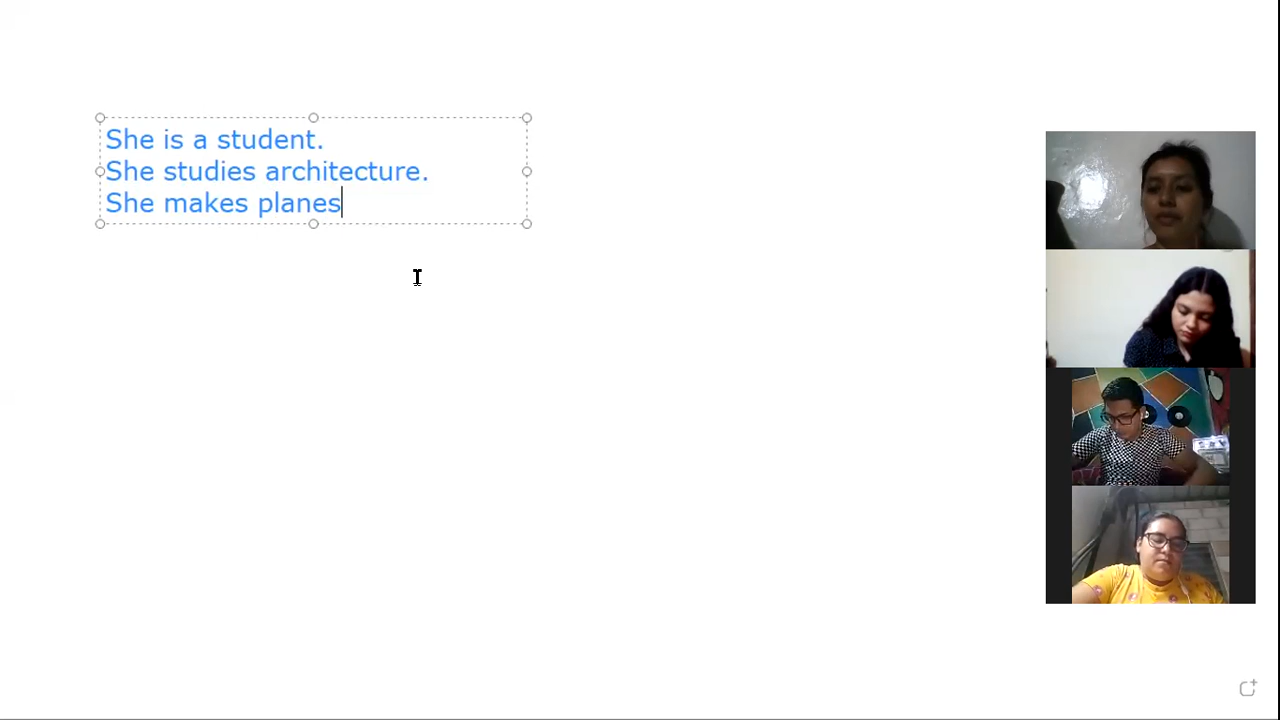 She is a student.
She studies architecture.
She makes planes